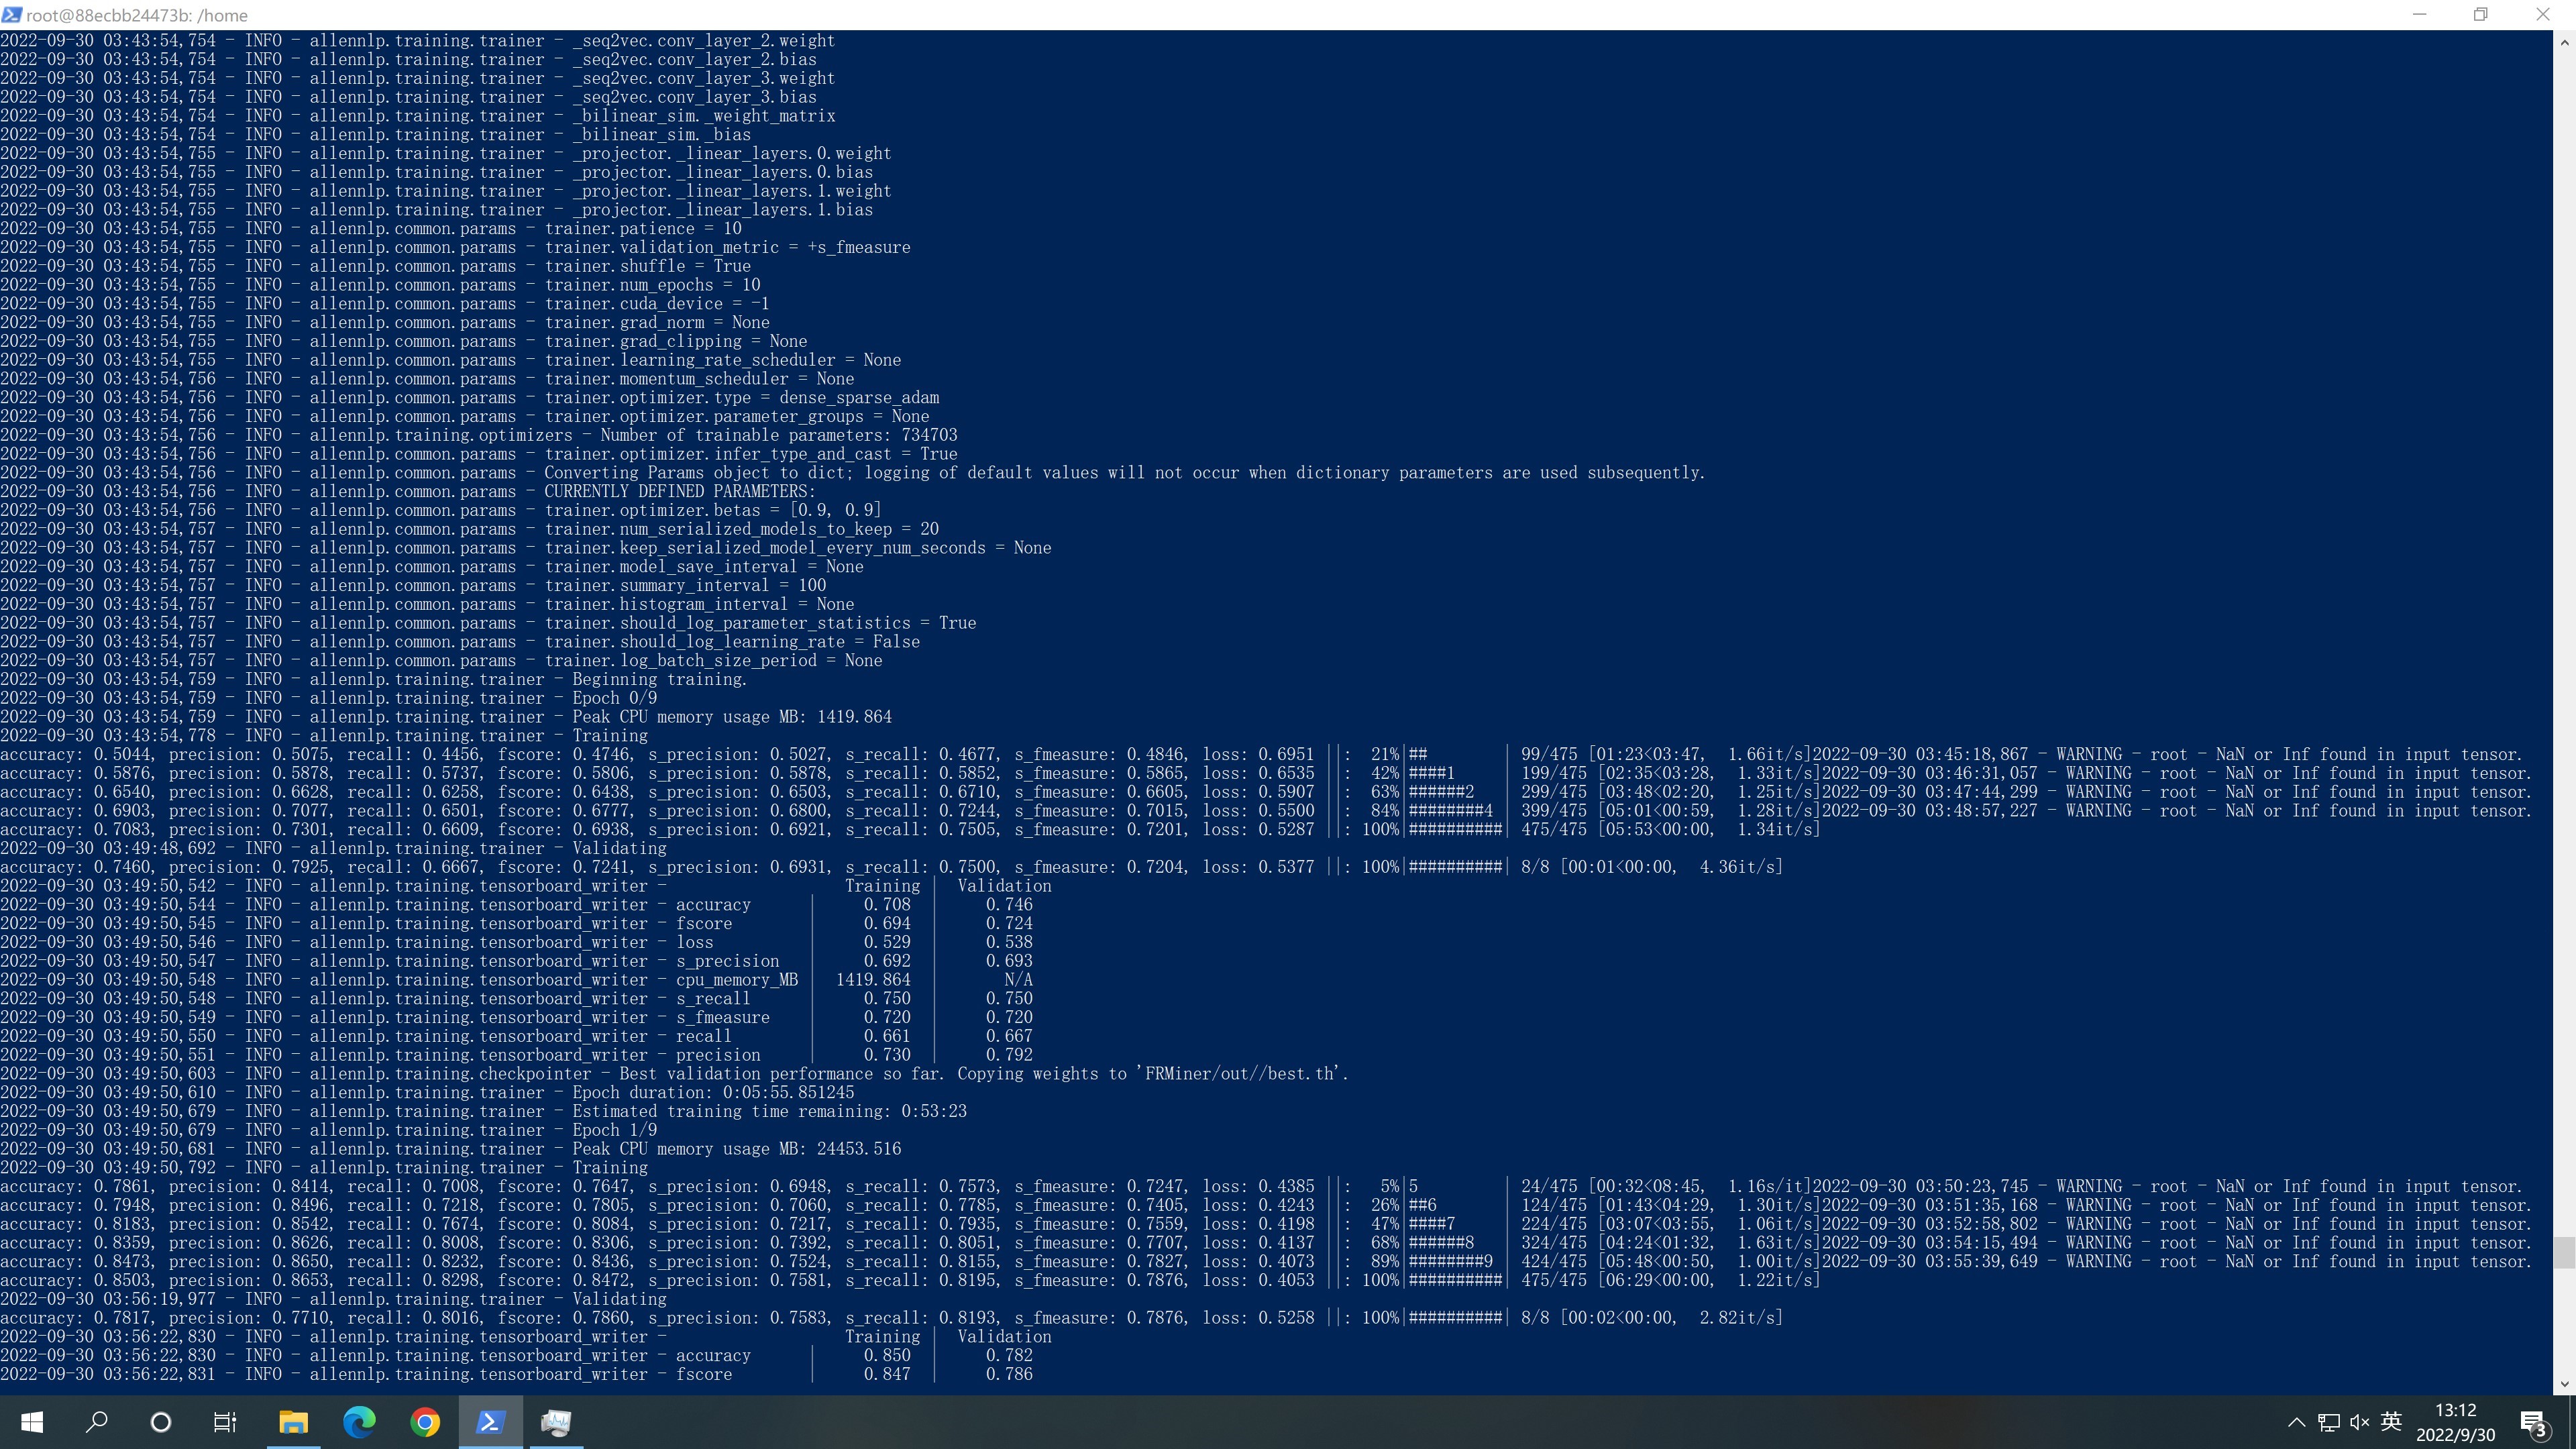 root@88ecbb24473b: /home
2022-09-30 03:43:54,754 - INFO - allennlp.training.trainer - _seq2vec.conv_layer_2.weight
2022-09-30 03:43:54,754 - INFO - allennlp.training.trainer - _seq2vec.conv_layer_2.bias
2022-09-30 03:43:54,754 - INFO - allennlp.training.trainer - _seq2vec.conv_layer_3.weight
2022-09-30 03:43:54,754 - INFO - allennlp.training.trainer - _seq2vec.conv_layer_3.bias
2022-09-30 03:43:54,754 - INFO - allennlp.training.trainer - _bilinear_sim._weight_matrix
2022-09-30 03:43:54,754 - INFO - allennlp.training.trainer - _bilinear_sim._bias
2022-09-30 03:43:54,755 - INFO - allennlp.training.trainer - _projector._linear_layers.0.weight
2022-09-30 03:43:54,755 - INFO - allennlp.training.trainer - _projector._linear_layers.0.bias
2022-09-30 03:43:54,755 - INFO - allennlp.training.trainer - _projector._linear_layers.1.weight
2022-09-30 03:43:54,755 - INFO - allennlp.training.trainer - _projector._linear_layers.1.bias
2022-09-30 03:43:54,755 - INFO - allennlp.common.params - trainer.patience = 10
2022-09-30 03:43:54,755 - INFO - allennlp.common.params - trainer.validation_metric = +s_fmeasure
2022-09-30 03:43:54,755 - INFO - allennlp.common.params - trainer.shuffle = True
2022-09-30 03:43:54,755 - INFO - allennlp.common.params - trainer.num_epochs = 10
2022-09-30 03:43:54,755 - INFO - allennlp.common.params - trainer.cuda_device = -1
2022-09-30 03:43:54,755 - INFO - allennlp.common.params - trainer.grad_norm = None
2022-09-30 03:43:54,755 - INFO - allennlp.common.params - trainer.grad_clipping = None
2022-09-30 03:43:54,755 - INFO - allennlp.common.params - trainer.learning_rate_scheduler = None
2022-09-30 03:43:54,756 - INFO - allennlp.common.params - trainer.momentum_scheduler = None
2022-09-30 03:43:54,756 - INFO - allennlp.common.params - trainer.optimizer.type = dense_sparse_adam
2022-09-30 03:43:54,756 - INFO - allennlp.common.params - trainer.optimizer.parameter_groups = None
2022-09-30 03:43:54,756 - INFO - allennlp.training.optimizers - Number of trainable parameters: 734703
2022-09-30 03:43:54,756 - INFO - allennlp.common.params - trainer.optimizer.infer_type_and_cast = True
2022-09-30 03:43:54,756 - INFO - allennlp.common.params - Converting Params object to dict; logging of default values will not occur when dictionary parameters are used subsequently.
2022-09-30 03:43:54,756 - INFO - allennlp.common.params - CURRENTLY DEFINED PARAMETERS:
2022-09-30 03:43:54,756 - INFO - allennlp.common.params - trainer.optimizer.betas = [0.9, 0.9]
2022-09-30 03:43:54,757 - INFO - allennlp.common.params - trainer.num_serialized_models_to_keep = 20
2022-09-30 03:43:54,757 - INFO - allennlp.common.params - trainer.keep_serialized_model_every_num_seconds = None
2022-09-30 03:43:54,757 - INFO - allennlp.common.params - trainer.model_save_interval = None
2022-09-30 03:43:54,757 - INFO - allennlp.common.params - trainer.summary_interval = 100
2022-09-30 03:43:54,757 - INFO - allennlp.common.params - trainer.histogram_interval = None
2022-09-30 03:43:54,757 - INFO - allennlp.common.params - trainer.should_log_parameter_statistics = True
2022-09-30 03:43:54,757 - INFO - allennlp.common.params - trainer.should_log_learning_rate = False
2022-09-30 03:43:54,757 - INFO - allennlp.common.params - trainer.log_batch_size_period = None
2022-09-30 03:43:54,759 - INFO - allennlp.training.trainer - Beginning training.
2022-09-30 03:43:54,759 - INFO - allennlp.training.trainer - Epoch 0/9
2022-09-30 03:43:54,759 - INFO - allennlp.training.trainer - Peak CPU memory usage MB: 1419.864
2022-09-30 03:43:54,778 - INFO - allennlp.training.trainer - Training
accuracy: 0.5044, precision: 0.5075, recall: 0.4456, fscore: 0.4746, s_precision: 0.5027, s_recall: 0.4677, s_fmeasure: 0.4846, loss: 0.6951 ||:  21%|##        | 99/475 [01:23<03:47,  1.66it/s]2022-09-30 03:45:18,867 - WARNING - root - NaN or Inf found in input tensor.
accuracy: 0.5876, precision: 0.5878, recall: 0.5737, fscore: 0.5806, s_precision: 0.5878, s_recall: 0.5852, s_fmeasure: 0.5865, loss: 0.6535 ||:  42%|####1     | 199/475 [02:35<03:28,  1.33it/s]2022-09-30 03:46:31,057 - WARNING - root - NaN or Inf found in input tensor.
accuracy: 0.6540, precision: 0.6628, recall: 0.6258, fscore: 0.6438, s_precision: 0.6503, s_recall: 0.6710, s_fmeasure: 0.6605, loss: 0.5907 ||:  63%|######2   | 299/475 [03:48<02:20,  1.25it/s]2022-09-30 03:47:44,299 - WARNING - root - NaN or Inf found in input tensor.
accuracy: 0.6903, precision: 0.7077, recall: 0.6501, fscore: 0.6777, s_precision: 0.6800, s_recall: 0.7244, s_fmeasure: 0.7015, loss: 0.5500 ||:  84%|########4 | 399/475 [05:01<00:59,  1.28it/s]2022-09-30 03:48:57,227 - WARNING - root - NaN or Inf found in input tensor.
accuracy: 0.7083, precision: 0.7301, recall: 0.6609, fscore: 0.6938, s_precision: 0.6921, s_recall: 0.7505, s_fmeasure: 0.7201, loss: 0.5287 ||: 100%|##########| 475/475 [05:53<00:00,  1.34it/s]
2022-09-30 03:49:48,692 - INFO - allennlp.training.trainer - Validating
accuracy: 0.7460, precision: 0.7925, recall: 0.6667, fscore: 0.7241, s_precision: 0.6931, s_recall: 0.7500, s_fmeasure: 0.7204, loss: 0.5377 ||: 100%|##########| 8/8 [00:01<00:00,  4.36it/s]
2022-09-30 03:49:50,542 - INFO - allennlp.training.tensorboard_writer -                    Training |  Validation
2022-09-30 03:49:50,544 - INFO - allennlp.training.tensorboard_writer - accuracy       |     0.708  |     0.746
2022-09-30 03:49:50,545 - INFO - allennlp.training.tensorboard_writer - fscore         |     0.694  |     0.724
2022-09-30 03:49:50,546 - INFO - allennlp.training.tensorboard_writer - loss           |     0.529  |     0.538
2022-09-30 03:49:50,547 - INFO - allennlp.training.tensorboard_writer - s_precision    |     0.692  |     0.693
2022-09-30 03:49:50,548 - INFO - allennlp.training.tensorboard_writer - cpu_memory_MB  |  1419.864  |       N/A
2022-09-30 03:49:50,548 - INFO - allennlp.training.tensorboard_writer - s_recall       |     0.750  |     0.750
2022-09-30 03:49:50,549 - INFO - allennlp.training.tensorboard_writer - s_fmeasure     |     0.720  |     0.720
2022-09-30 03:49:50,550 - INFO - allennlp.training.tensorboard_writer - recall         |     0.661  |     0.667
2022-09-30 03:49:50,551 - INFO - allennlp.training.tensorboard_writer - precision      |     0.730  |     0.792
2022-09-30 03:49:50,603 - INFO - allennlp.training.checkpointer - Best validation performance so far. Copying weights to 'FRMiner/out//best.th'.
2022-09-30 03:49:50,610 - INFO - allennlp.training.trainer - Epoch duration: 0:05:55.851245
2022-09-30 03:49:50,679 - INFO - allennlp.training.trainer - Estimated training time remaining: 0:53:23
2022-09-30 03:49:50,679 - INFO - allennlp.training.trainer - Epoch 1/9
2022-09-30 03:49:50,681 - INFO - allennlp.training.trainer - Peak CPU memory usage MB: 24453.516
2022-09-30 03:49:50,792 - INFO - allennlp.training.trainer - Training
accuracy: 0.7861, precision: 0.8414, recall: 0.7008, fscore: 0.7647, s_precision: 0.6948, s_recall: 0.7573, s_fmeasure: 0.7247, loss: 0.4385 ||:   5%|5         | 24/475 [00:32<08:45,  1.16s/it]2022-09-30 03:50:23,745 - WARNING - root - NaN or Inf found in input tensor.
accuracy: 0.7948, precision: 0.8496, recall: 0.7218, fscore: 0.7805, s_precision: 0.7060, s_recall: 0.7785, s_fmeasure: 0.7405, loss: 0.4243 ||:  26%|##6       | 124/475 [01:43<04:29,  1.30it/s]2022-09-30 03:51:35,168 - WARNING - root - NaN or Inf found in input tensor.
accuracy: 0.8183, precision: 0.8542, recall: 0.7674, fscore: 0.8084, s_precision: 0.7217, s_recall: 0.7935, s_fmeasure: 0.7559, loss: 0.4198 ||:  47%|####7     | 224/475 [03:07<03:55,  1.06it/s]2022-09-30 03:52:58,802 - WARNING - root - NaN or Inf found in input tensor.
accuracy: 0.8359, precision: 0.8626, recall: 0.8008, fscore: 0.8306, s_precision: 0.7392, s_recall: 0.8051, s_fmeasure: 0.7707, loss: 0.4137 ||:  68%|######8   | 324/475 [04:24<01:32,  1.63it/s]2022-09-30 03:54:15,494 - WARNING - root - NaN or Inf found in input tensor.
accuracy: 0.8473, precision: 0.8650, recall: 0.8232, fscore: 0.8436, s_precision: 0.7524, s_recall: 0.8155, s_fmeasure: 0.7827, loss: 0.4073 ||:  89%|########9 | 424/475 [05:48<00:50,  1.00it/s]2022-09-30 03:55:39,649 - WARNING - root - NaN or Inf found in input tensor.
accuracy: 0.8503, precision: 0.8653, recall: 0.8298, fscore: 0.8472, s_precision: 0.7581, s_recall: 0.8195, s_fmeasure: 0.7876, loss: 0.4053 ||: 100%|##########| 475/475 [06:29<00:00,  1.22it/s]
2022-09-30 03:56:19,977 - INFO - allennlp.training.trainer - Validating
accuracy: 0.7817, precision: 0.7710, recall: 0.8016, fscore: 0.7860, s_precision: 0.7583, s_recall: 0.8193, s_fmeasure: 0.7876, loss: 0.5258 ||: 100%|##########| 8/8 [00:02<00:00,  2.82it/s]
2022-09-30 03:56:22,830 - INFO - allennlp.training.tensorboard_writer -                    Training |  Validation
2022-09-30 03:56:22,830 - INFO - allennlp.training.tensorboard_writer - accuracy       |     0.850  |     0.782
2022-09-30 03:56:22,831 - INFO - allennlp.training.tensorboard_writer - fscore         |     0.847  |     0.786
英
13:12
2022/9/30
3